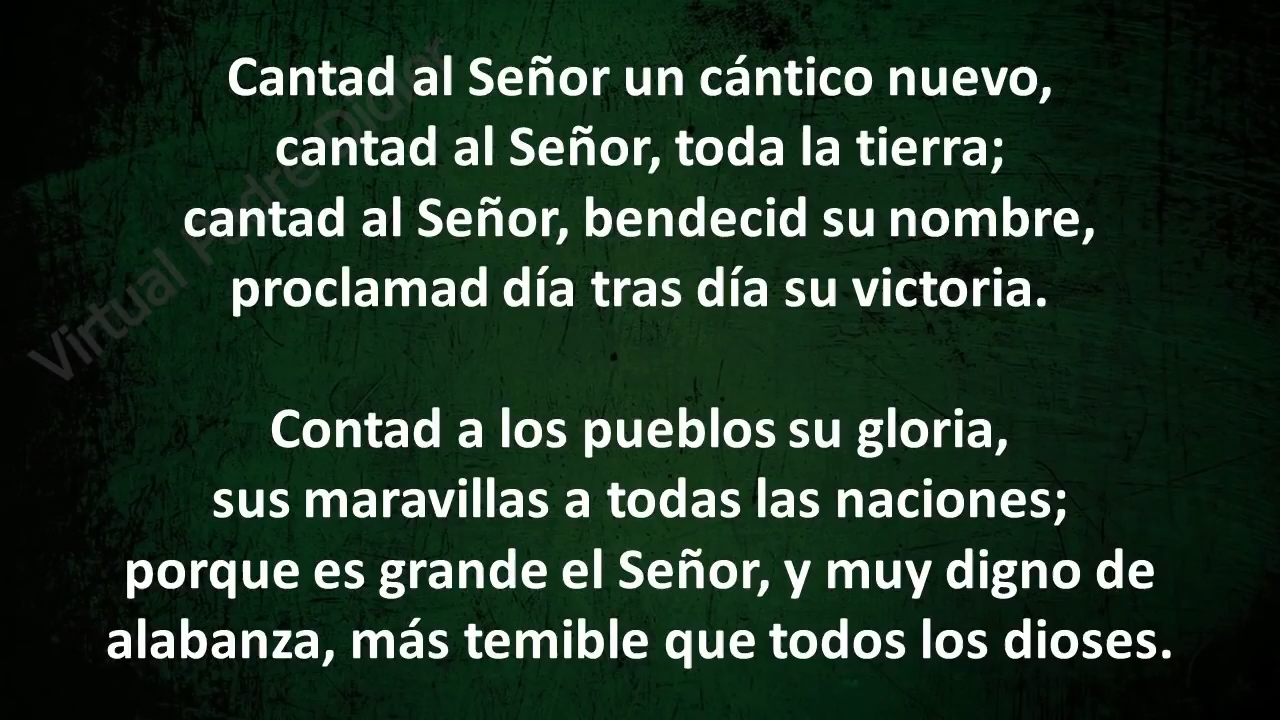 Cantad al Señor un cántico nuevo,
cantad al Señor, toda la tierra;
cantad al Señor, bendecid su nombre,
proclamad día tras día su victoria.
Contad a los pueblos su gloria,
sus maravillas a todas las naciones;
porque es grande el Señor, y muy digno de
alabanza, más temible que todos los dioses.
Virtual Padre